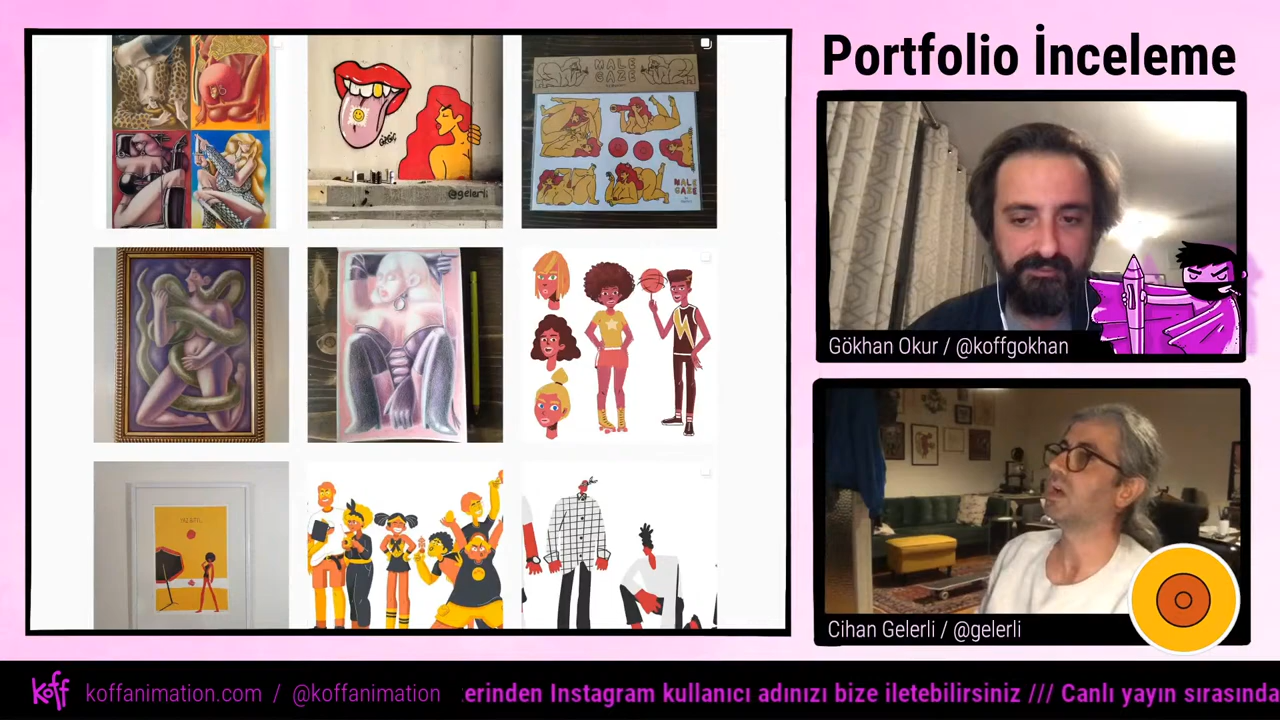 Portfolio İnceleme
MALE
GAZE
@gelerli
MALE
GAZE
Gökhan Okur / @koffgokhan
Cihan Gelerli / @gelerli
koff koffanimation.com / @koffanimation erinden Instagram kullanıcı adınızı bize iletebilirsiniz /// Canlı yayın sırasında